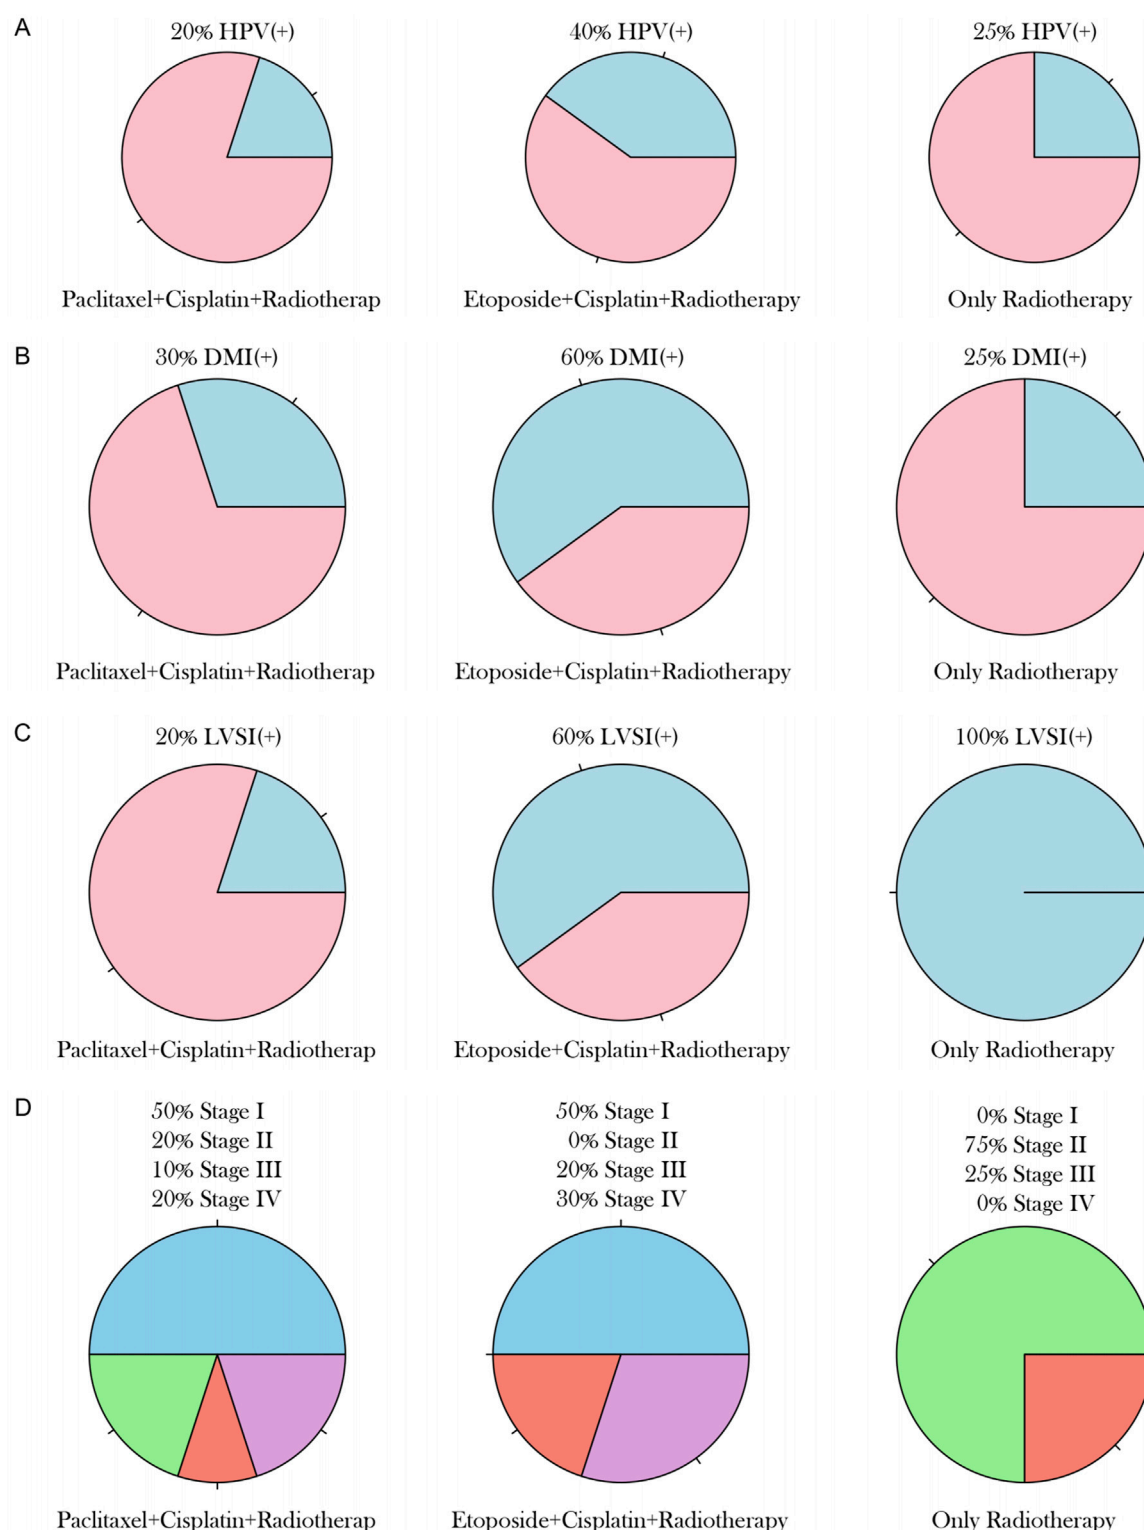 A
20% HPV(+)
40% HPV(+)
25% HPV(+)
Paclitaxel+Cisplatin+Radiotherap
Etoposide+Cisplatin+Radiotherapy
Only Radiotherapy
B
30% DMI(+)
60% DMI(+)
25% DMI(+)
Paclitaxel+Cisplatin+Radiotherap
Etoposide+Cisplatin+Radiotherapy
Only Radiotherapy
C
20% LVSI(+)
60% LVSI(+)
100% LVSI(+)
Paclitaxel+Cisplatin+Radiotherap
Etoposide+Cisplatin+Radiotherapy
Only Radiotherapy
D
50% Stage I
20% Stage II
10% Stage III
20% Stage IV
50% Stage I
0% Stage II
20% Stage III
30% Stage IV
0% Stage I
75% Stage II
25% Stage III
0% Stage IV
Paclitaxel+Cisplatin+Radiotherap
Etoposide+Cisplatin+Radiotherapy
Only Radiotherapy